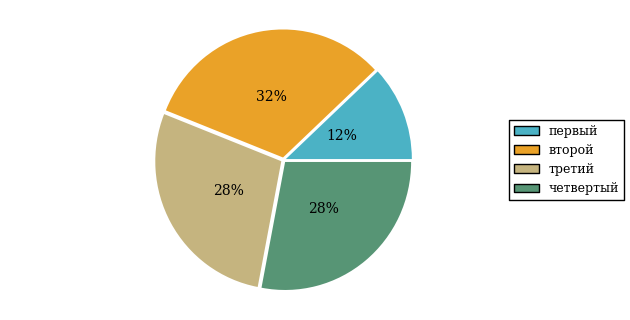 32%
12%
28%
28%
первый
второй
третий
четвертый